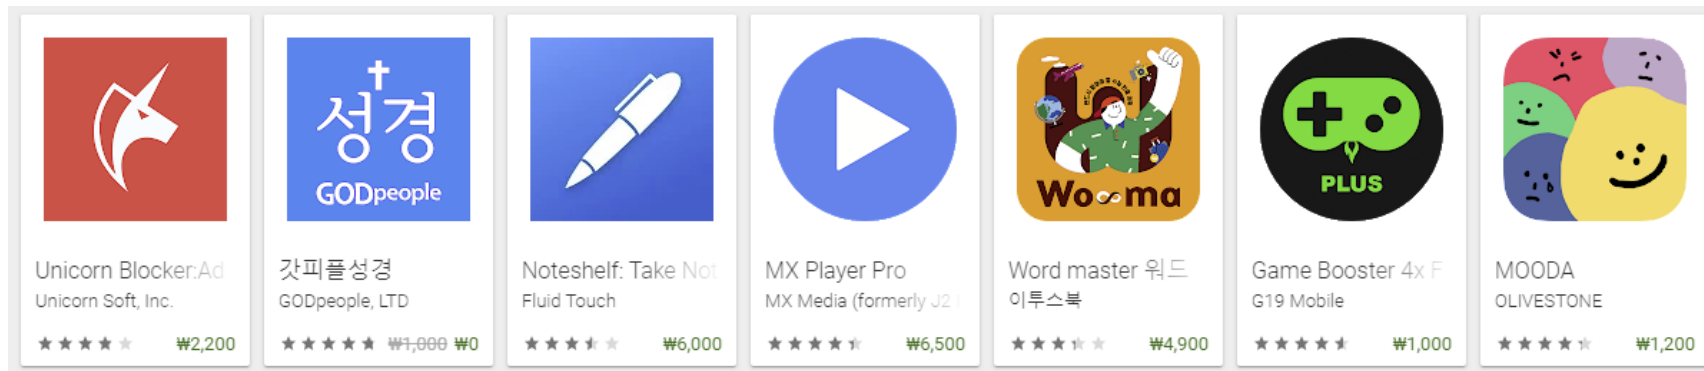 성경
GODpeople
Wo∞ma
PLUS
Unicorn Blocker:Ad
갓피플성경
Noteshelf: Take Not
MX Player Pro
Word master 워드
Game Booster 4x F
MOODA
Unicorn Soft, Inc.
GODpeople, LTD
Fluid Touch
MX Media (formerly J2
이투스북
G19 Mobile
OLIVESTONE
₩2,200
₩1,000 ₩0
₩6,000
₩6,500
₩4,900
₩1,000
₩1,200